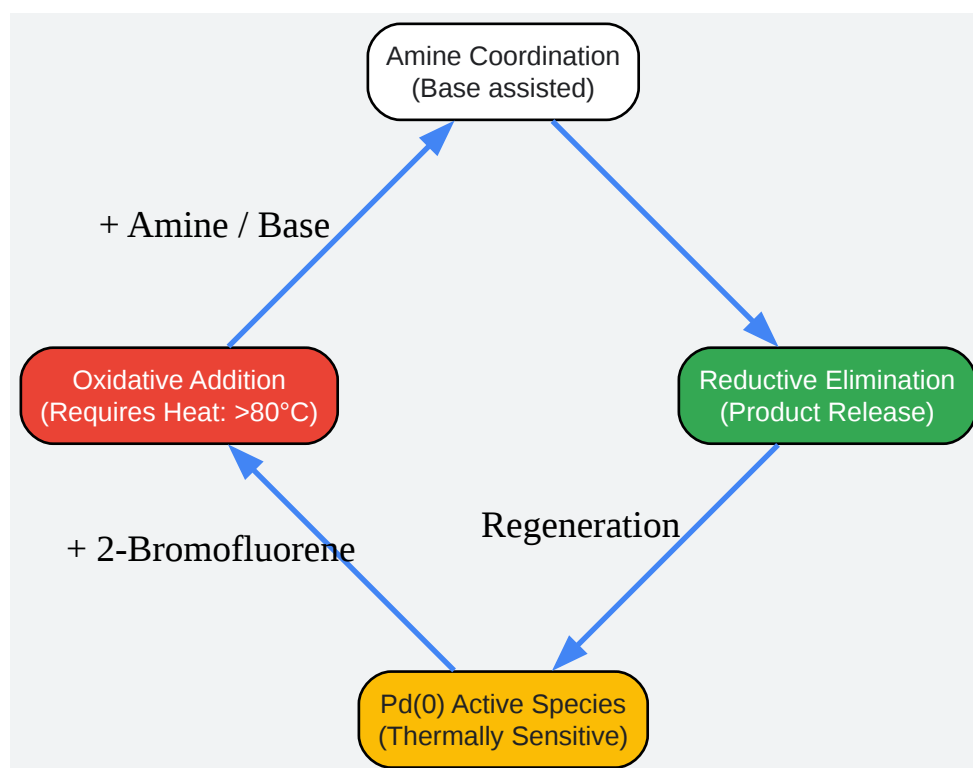 Amine Coordination
(Base assisted)
+ Amine / Base
Oxidative Addition
(Requires Heat: >80°C)
Reductive Elimination
(Product Release)
Regeneration
+ 2-Bromofluorene
Pd(0) Active Species
(Thermally Sensitive)